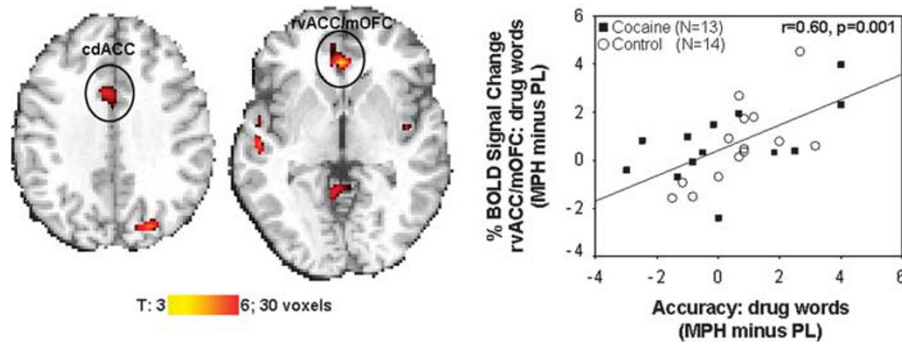 cdACC
rvACC/mOFC
T: 3 6; 30 voxels
% BOLD Signal Change
rvACC/mOFC: drug words
(MPH minus PL)
■ Cocaine (N=13) r=0.60, p=0.001
○ Control (N=14)
6
4
2
0
-2
-4
-4 -2 0 2 4 6
Accuracy: drug words
(MPH minus PL)